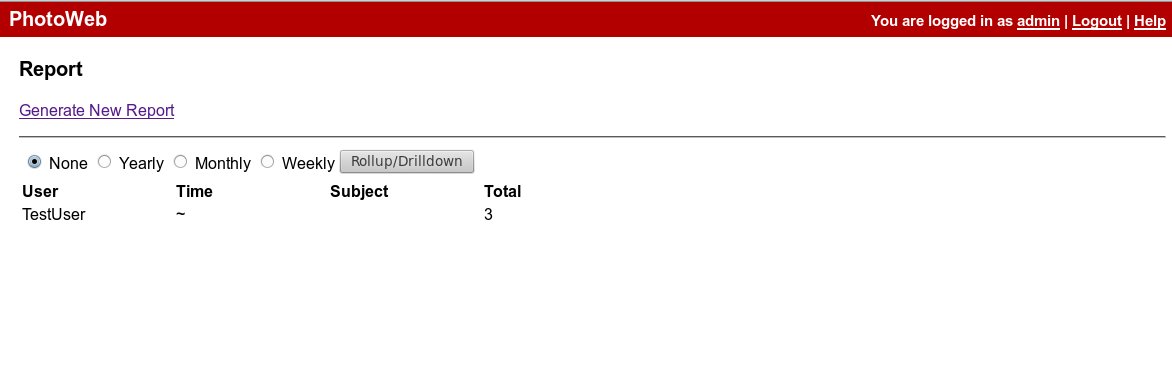 PhotoWeb You are logged in as admin | Logout | Help
Report
Generate New Report
None Yearly Monthly Weekly Rollup/Drilldown
User Time Subject Total
TestUser ~ 3